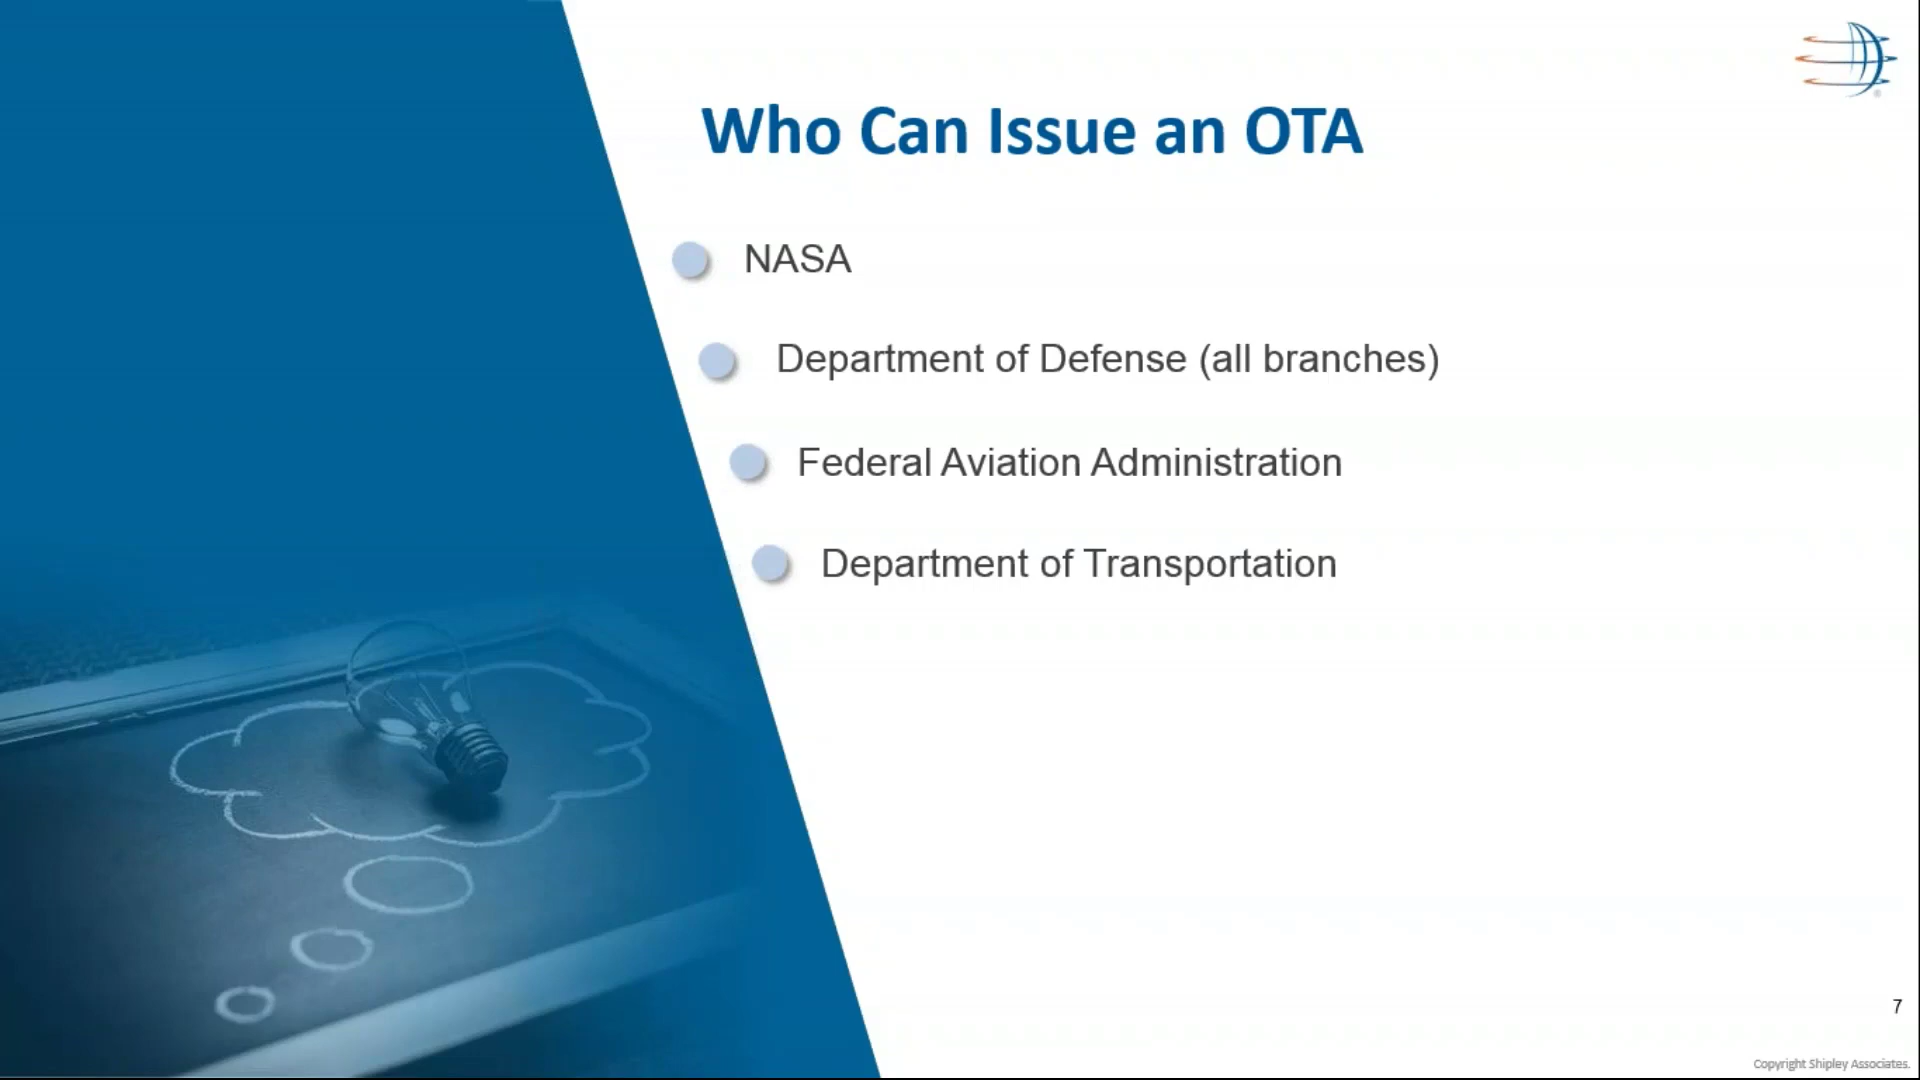 Who Can Issue an OTA
NASA
Department of Defense (all branches)
Federal Aviation Administration
Department of Transportation
7
Copyright Shipley Associates.